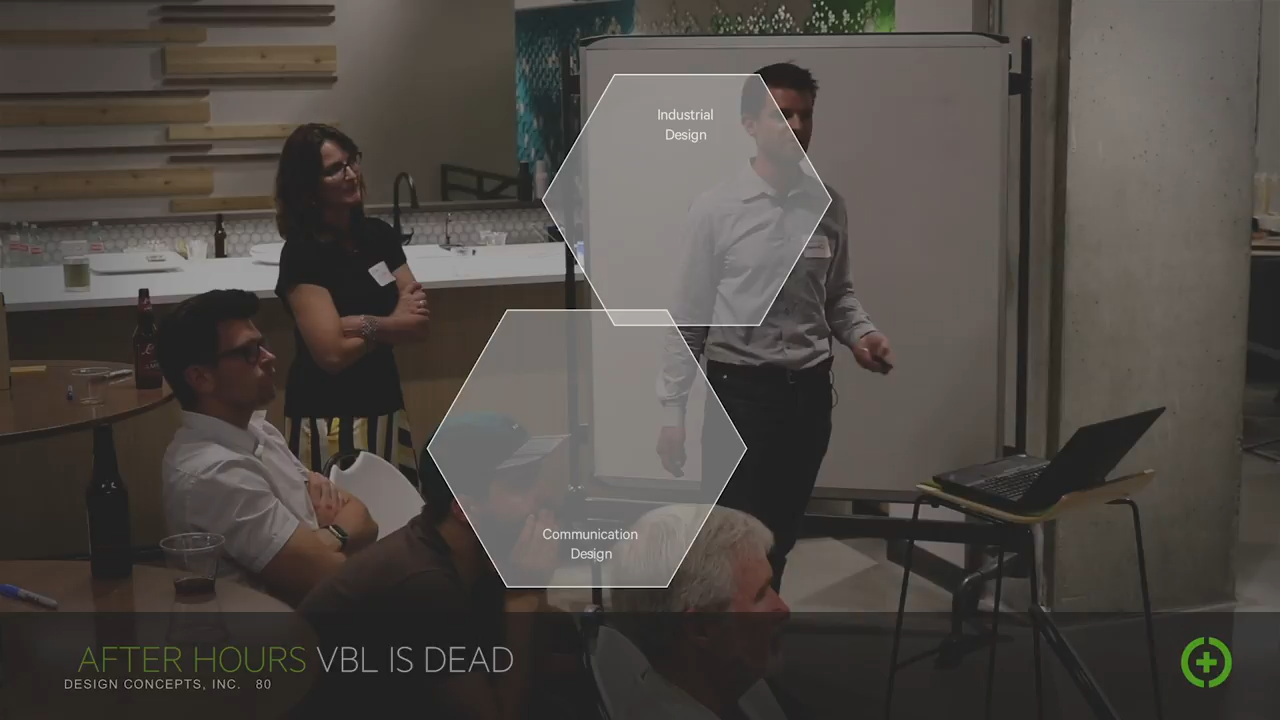 Industrial
Design
Communication
Design
AFTER HOURS VBL IS DEAD
DESIGN CONCEPTS, INC. 80